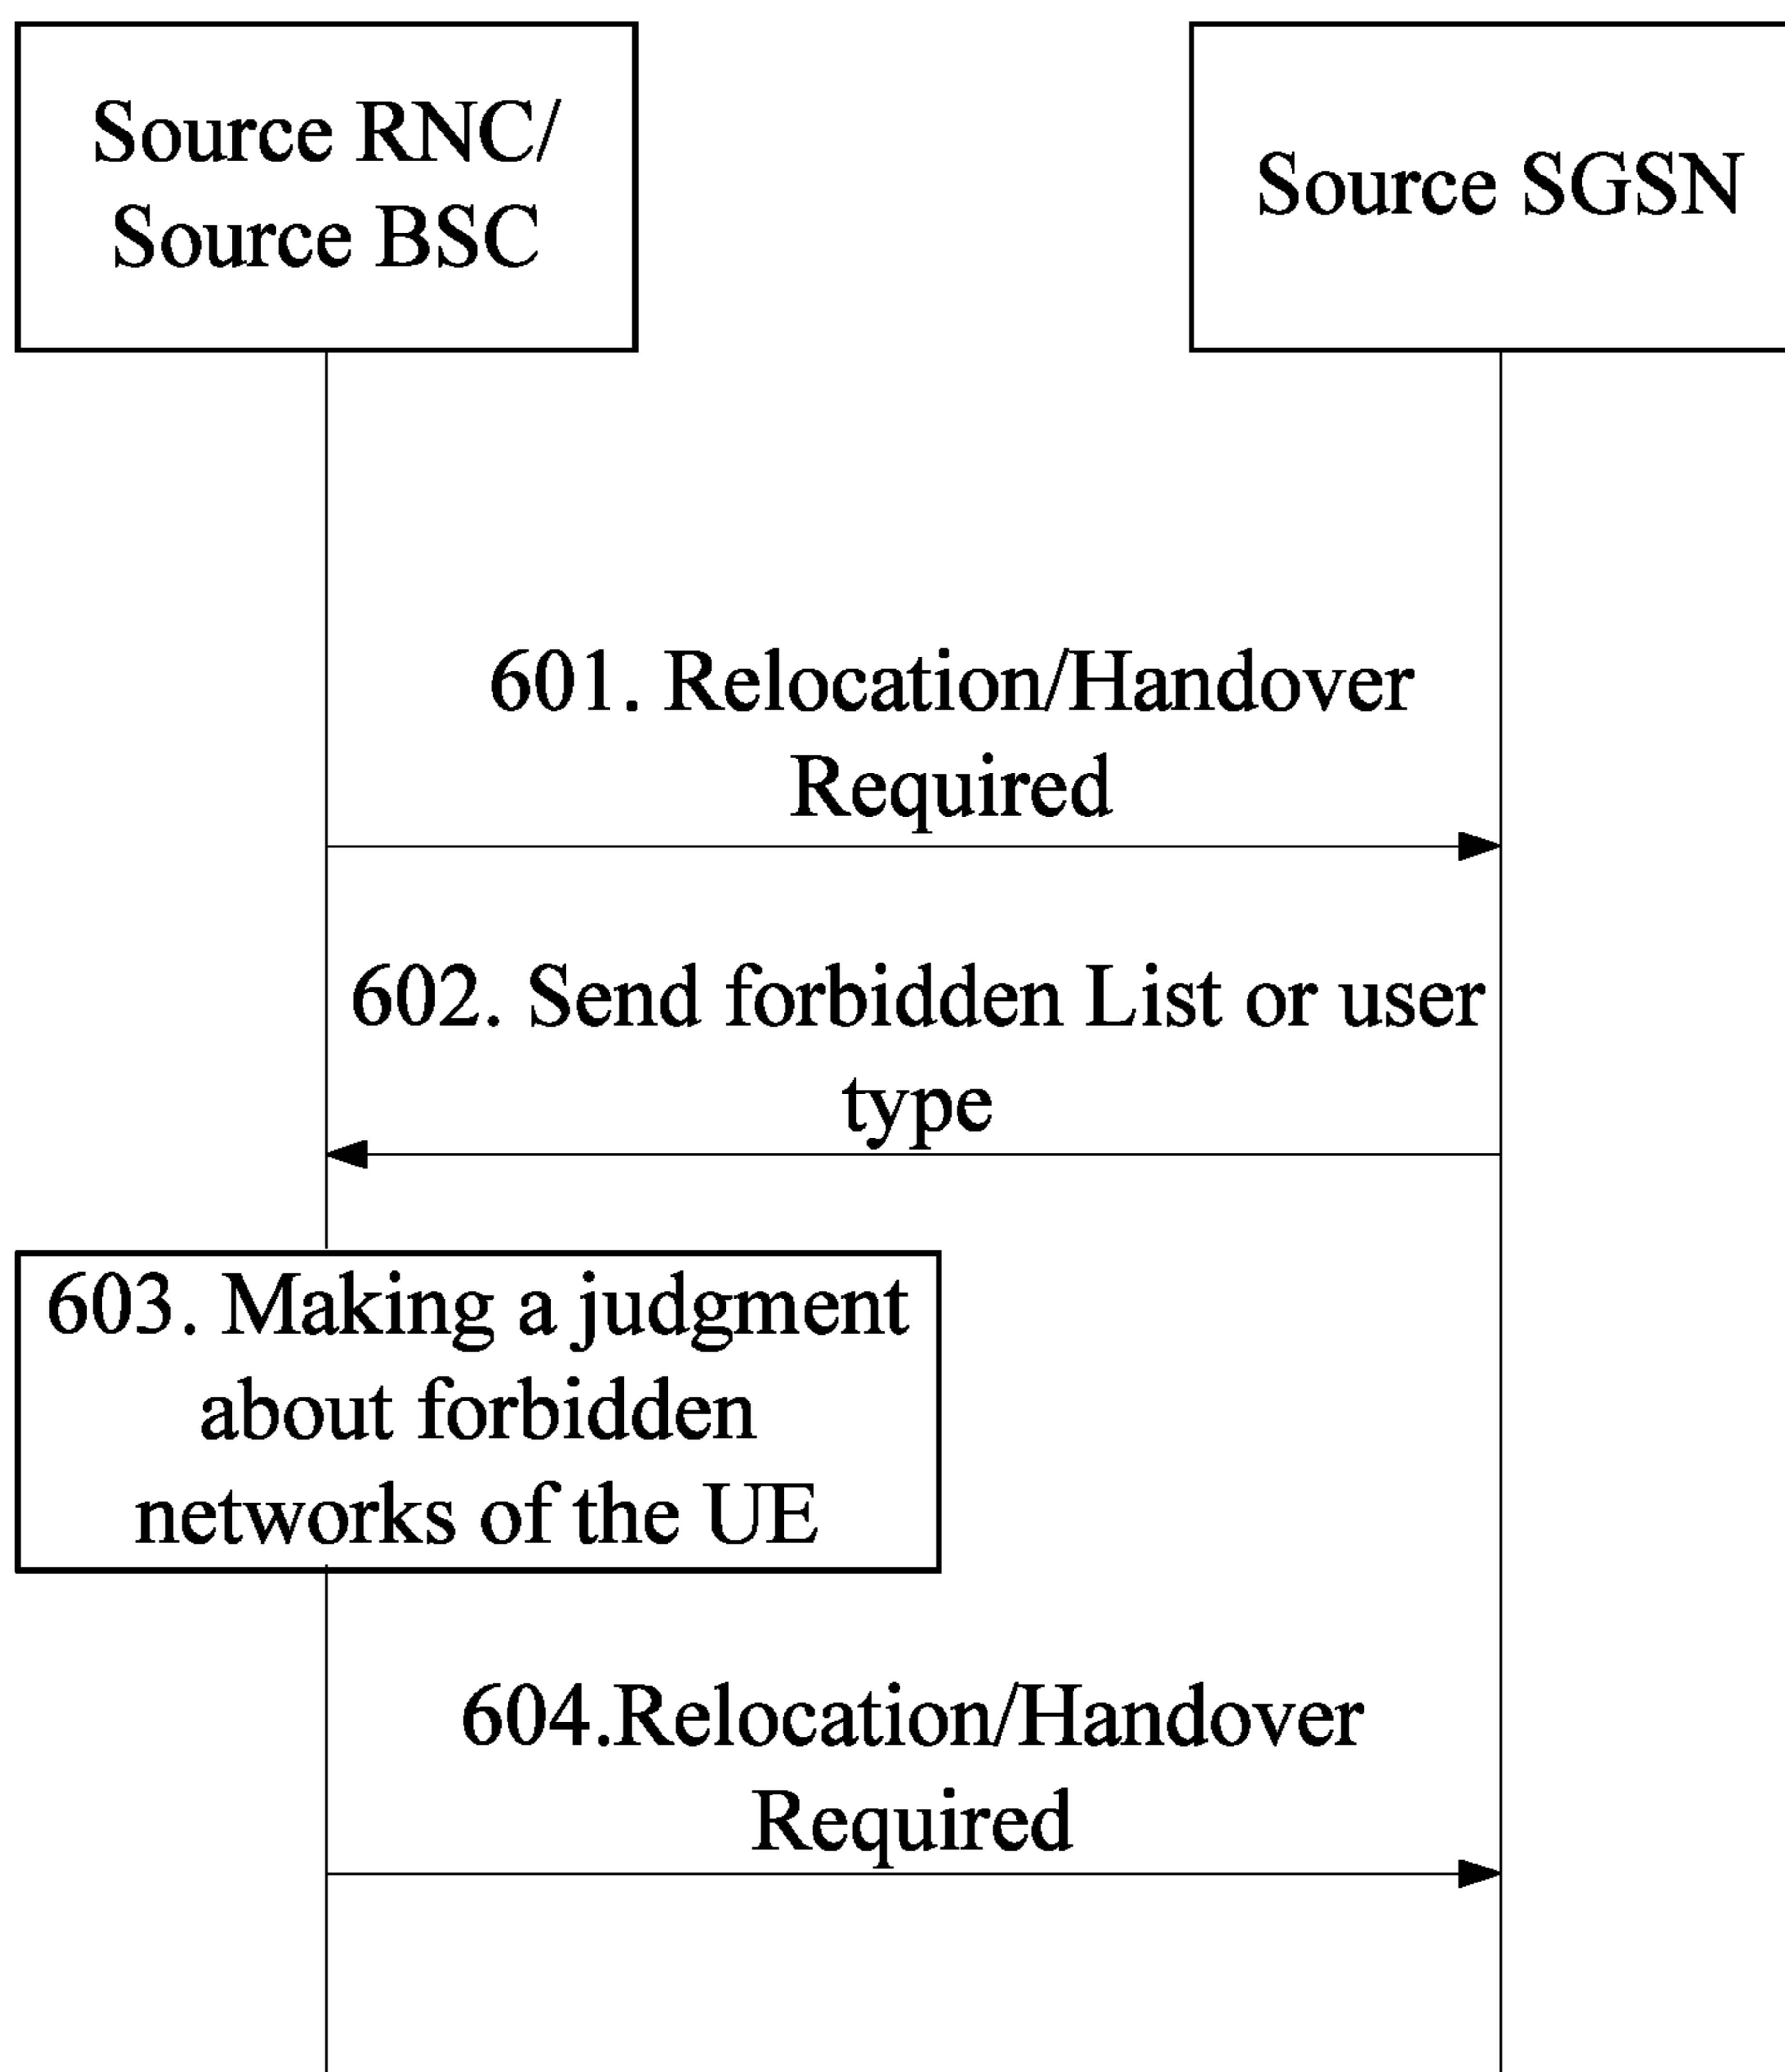 Source RNC/
Source BSC
Source SGSN
601. Relocation/Handover
Required
602. Send forbidden List or user
type
603. Making a judgment
about forbidden
networks of the UE
604.Relocation/Handover
Required